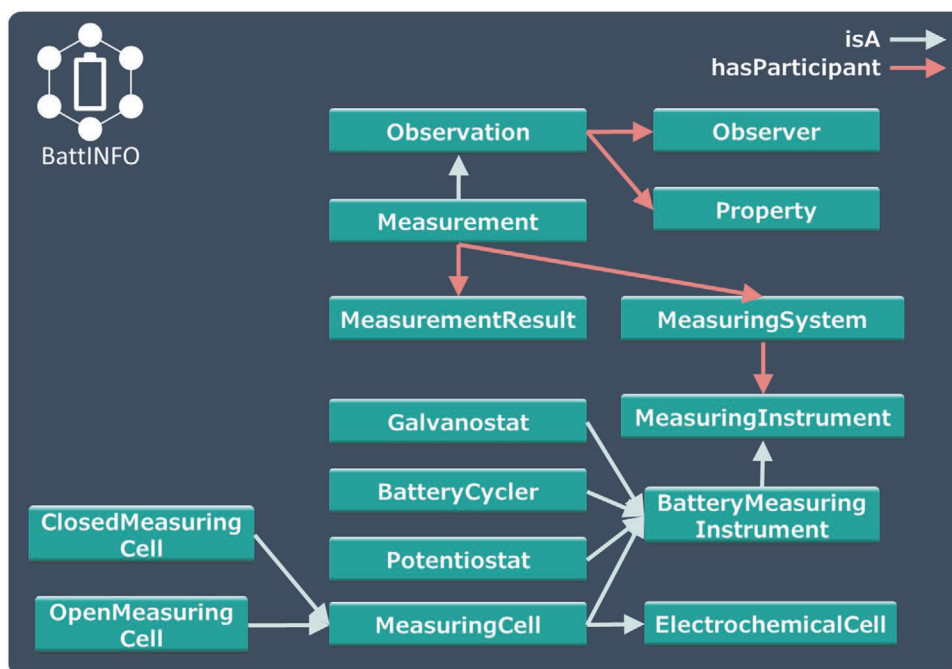 isA
hasParticipant
BattINFO
Observation
Observer
Property
Measurement
MeasurementResult
MeasuringSystem
Galvanostat
MeasuringInstrument
BatteryCycler
BatteryMeasuring
Instrument
ClosedMeasuring
Cell
Potentiostat
OpenMeasuring
Cell
MeasuringCell
ElectrochemicalCell